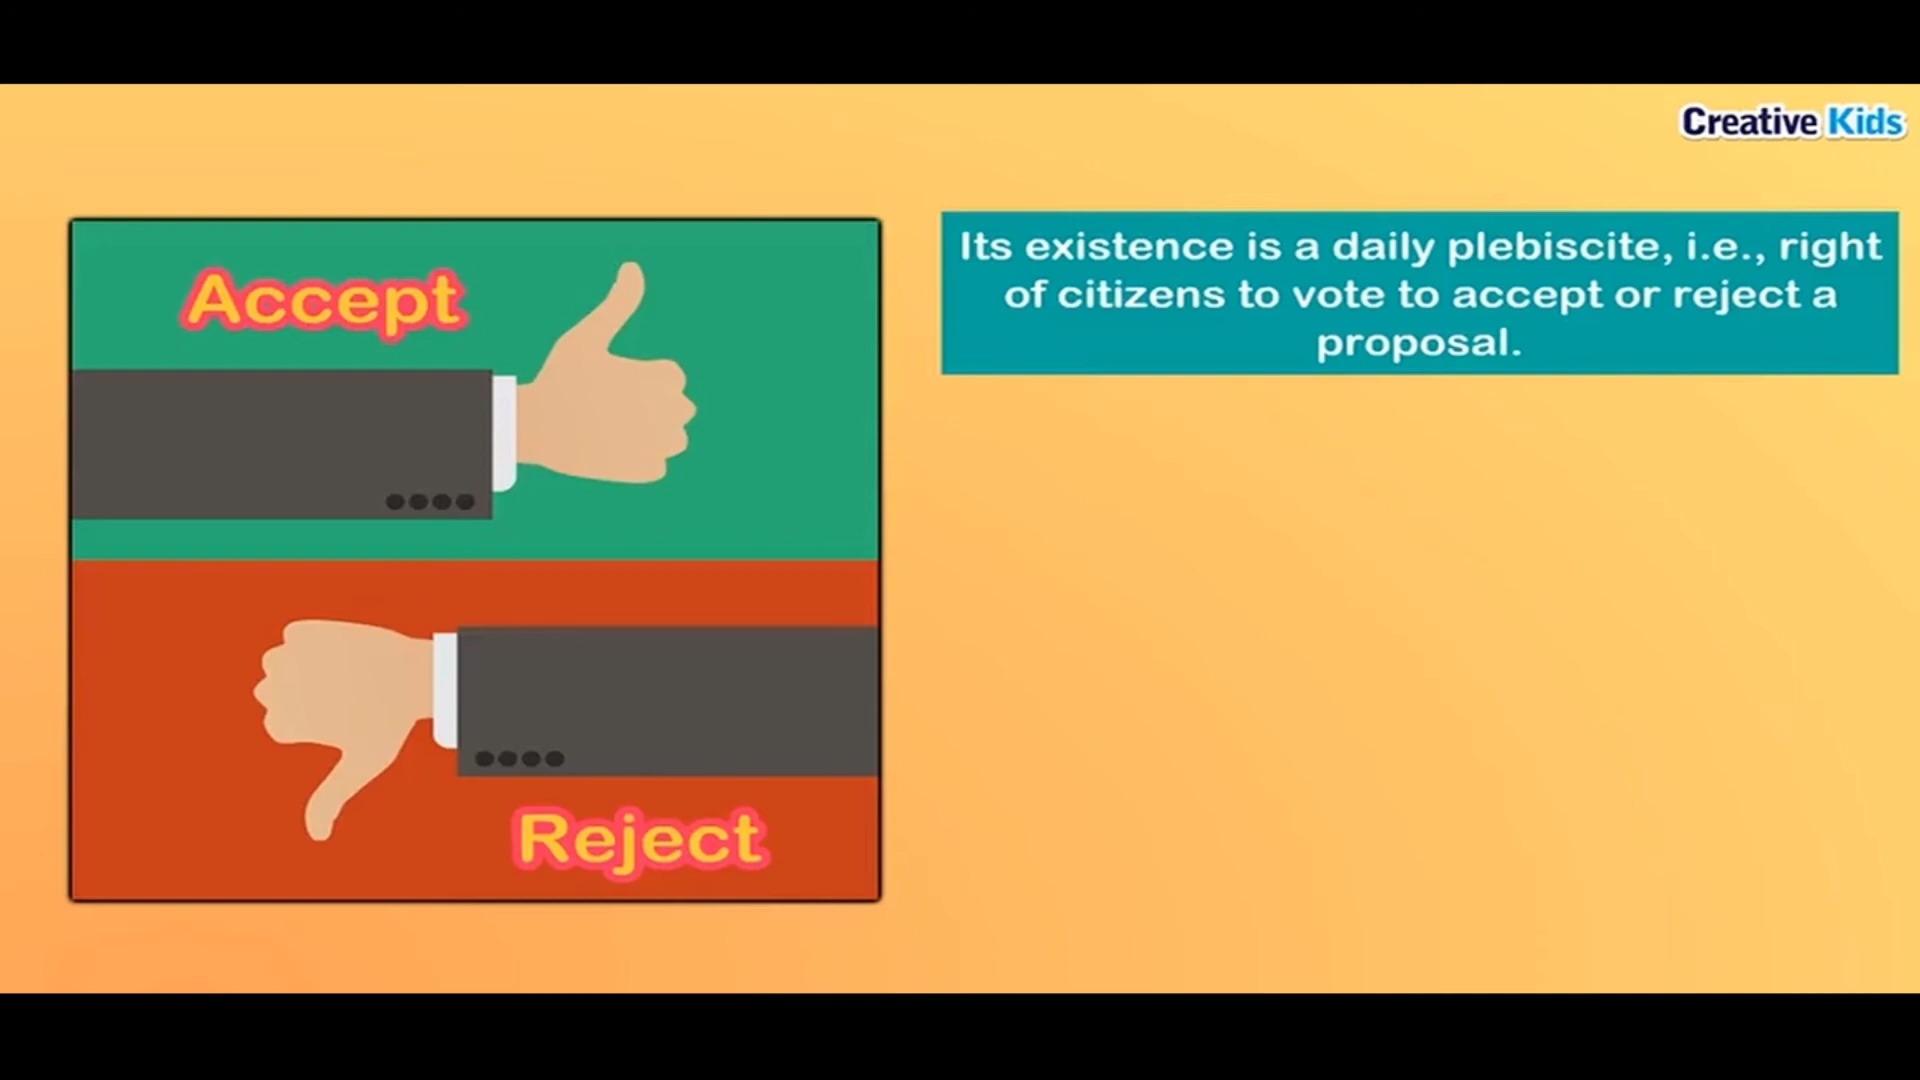 Creative Kids
Accept
Its existence is a daily plebiscite, i.e., right
of citizens to vote to accept or reject a
proposal.
Reject